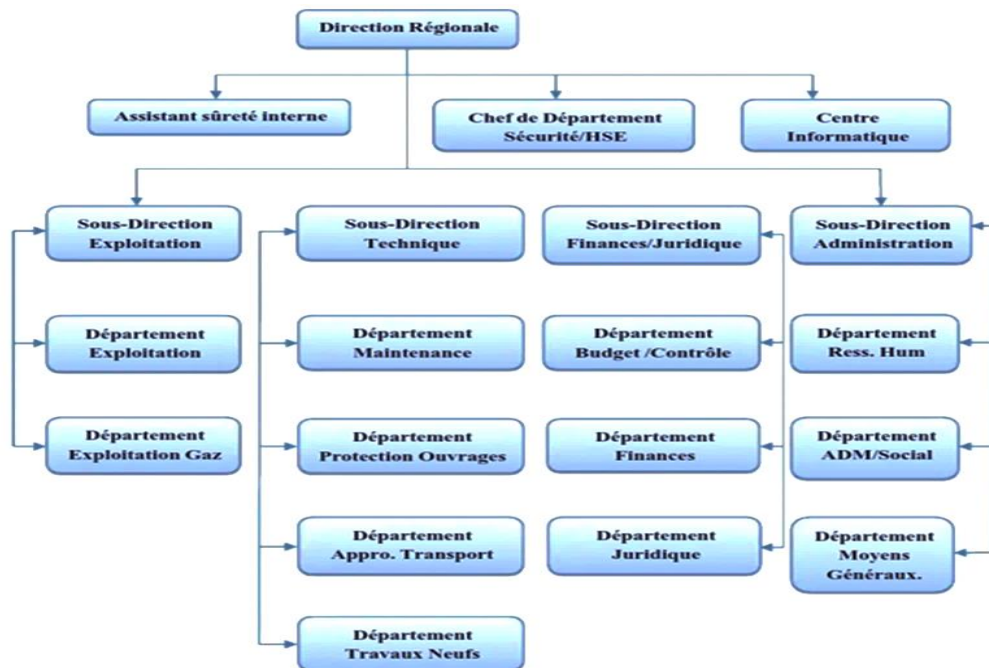 Direction Régionale
Assistant sûreté interne
Chef de Département
Sécurité/HSE
Centre
Informatique
Sous-Direction
Exploitation
Sous-Direction
Technique
Sous-Direction
Finances/Juridique
Sous-Direction
Administration
Département
Exploitation
Département
Maintenance
Département
Budget /Contrôle
Département
Ress. Hum
Département
Exploitation Gaz
Département
Protection Ouvrages
Département
Finances
Département
ADM/Social
Département
Appro. Transport
Département
Juridique
Département
Moyens
Généraux.
Département
Travaux Neufs